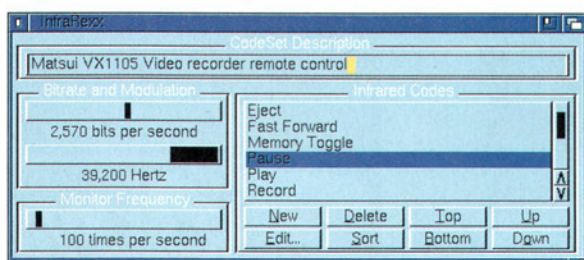 InfraRexx
CodeSet Description
Matsui VX1105 Video recorder remote control
Bitrate and Modulation
2,570 bits per second
39,200 Hertz
Monitor Frequency
100 times per second
Infrared Codes
Eject
Fast Forward
Memory Toggle
Pause
Play
Record
New Delete Top Up
Edit... Sort Bottom Down